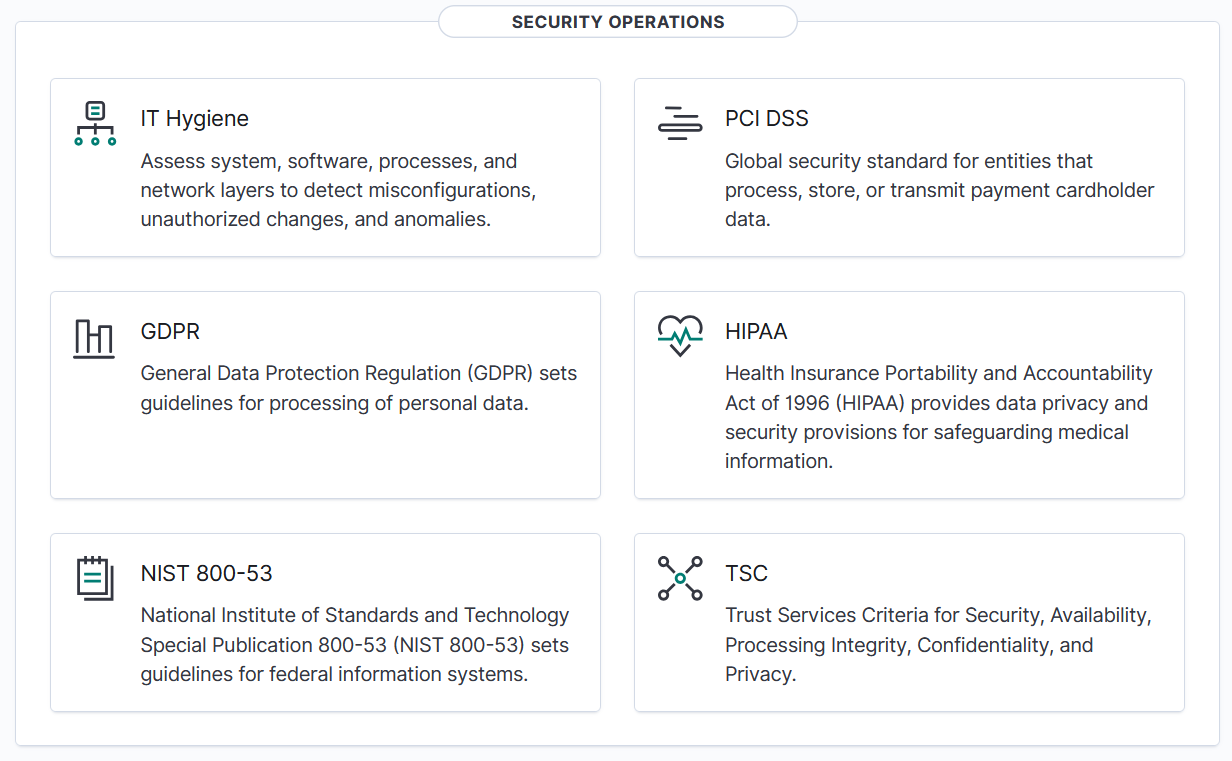 SECURITY OPERATIONS
IT Hygiene
Assess system, software, processes, and
network layers to detect misconfigurations,
unauthorized changes, and anomalies.
PCI DSS
Global security standard for entities that
process, store, or transmit payment cardholder
data.
GDPR
General Data Protection Regulation (GDPR) sets
guidelines for processing of personal data.
HIPAA
Health Insurance Portability and Accountability
Act of 1996 (HIPAA) provides data privacy and
security provisions for safeguarding medical
information.
NIST 800-53
National Institute of Standards and Technology
Special Publication 800-53 (NIST 800-53) sets
guidelines for federal information systems.
TSC
Trust Services Criteria for Security, Availability,
Processing Integrity, Confidentiality, and
Privacy.